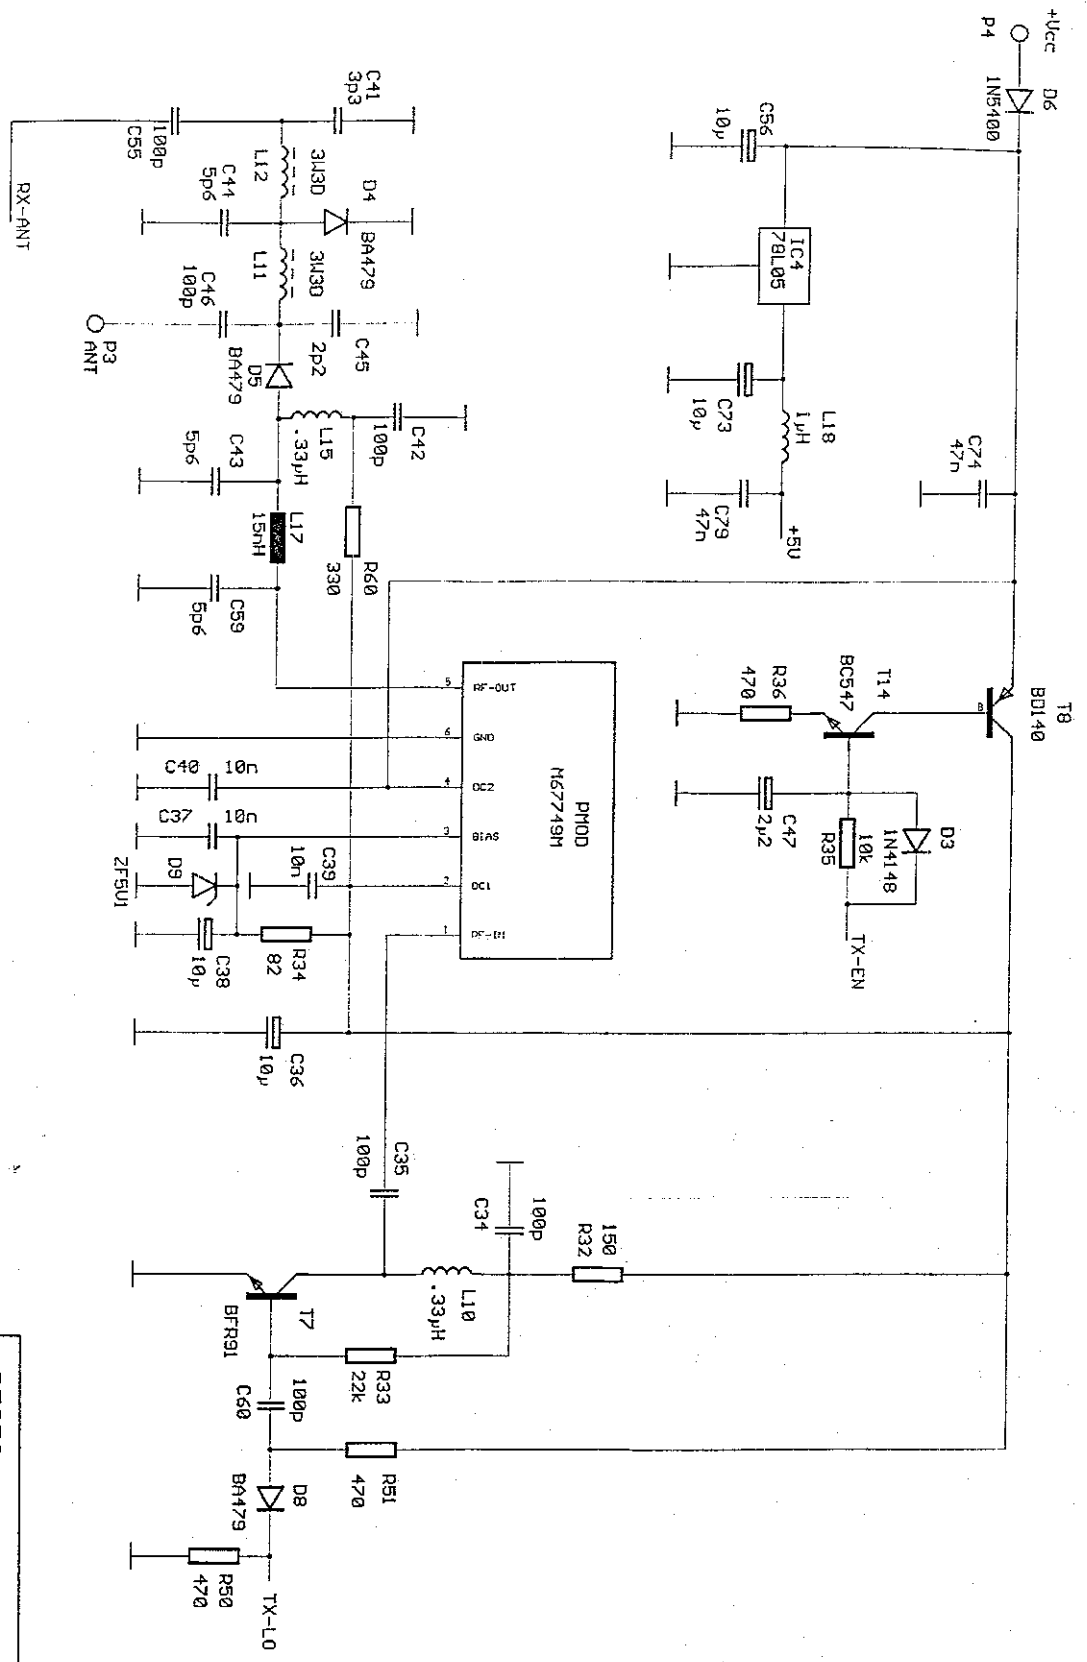 +Vcc
P4
D6
1N5400
C56
10µ
IC4
78L05
C73
10µ
L18
1µH
C79
47n
+5V
C74
47n
T8
BD140
B
T14
BC547
R36
470
C47
2µ2
10k
R35
D3
1N4148
TX-EN
C41
3p3
100p
C55
RX-ANT
3W3D
L12
C44
5p6
D4
BA479
3W3D
L11
C46
100p
P3
ANT
C45
2p2
D5
BA479
L15
.33µH
C42
100p
C43
5p6
L17
15nH
R60
330
C59
5p6
PMOD
M67749M
5
RF-OUT
6
GND
4
DC2
3
BIAS
2
DC1
1
RF-IN
C40
10n
C37
10n
D9
2F5V1
C39
10n
C38
10µ
R34
82
C36
10µ
C35
100p
100p
C34
150
R32
L10
.33µH
T7
BFR91
R33
22k
100p
C60
R51
470
D8
BA479
R50
470
TX-LO